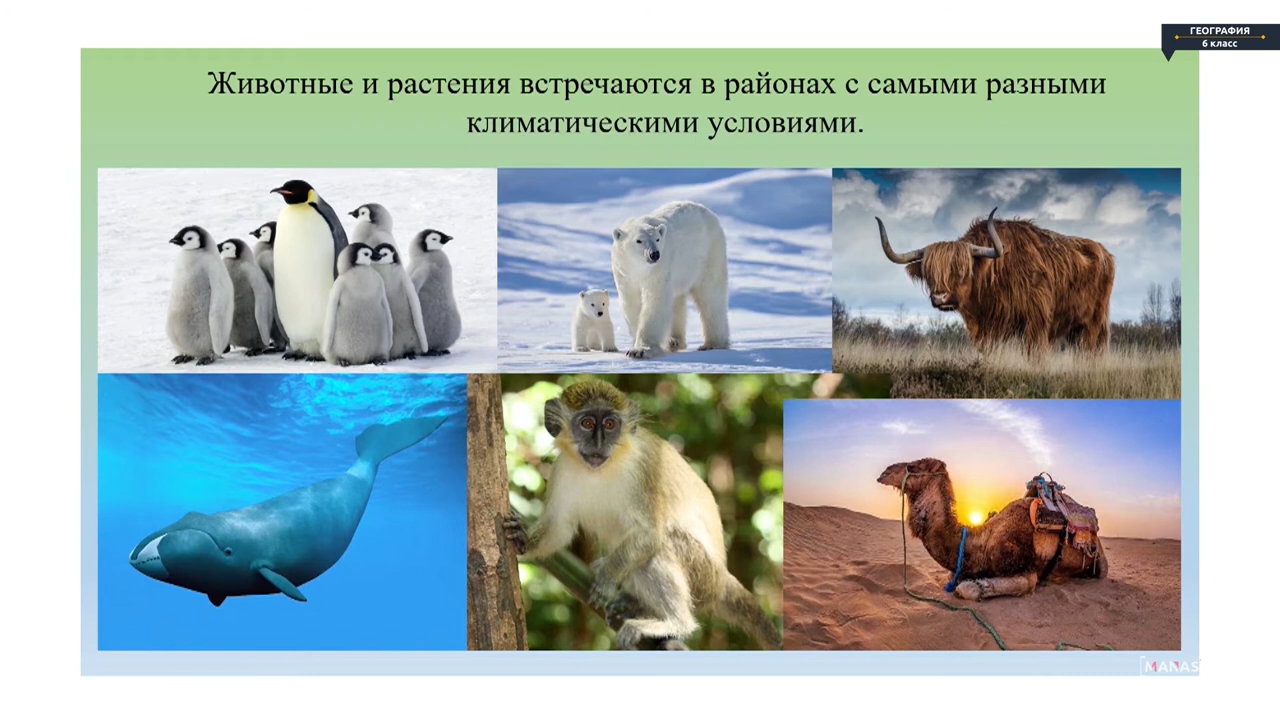 ГЕОГРАФИЯ
6 класс
Животные и растения встречаются в районах с самыми разными
климатическими условиями.
MANAS